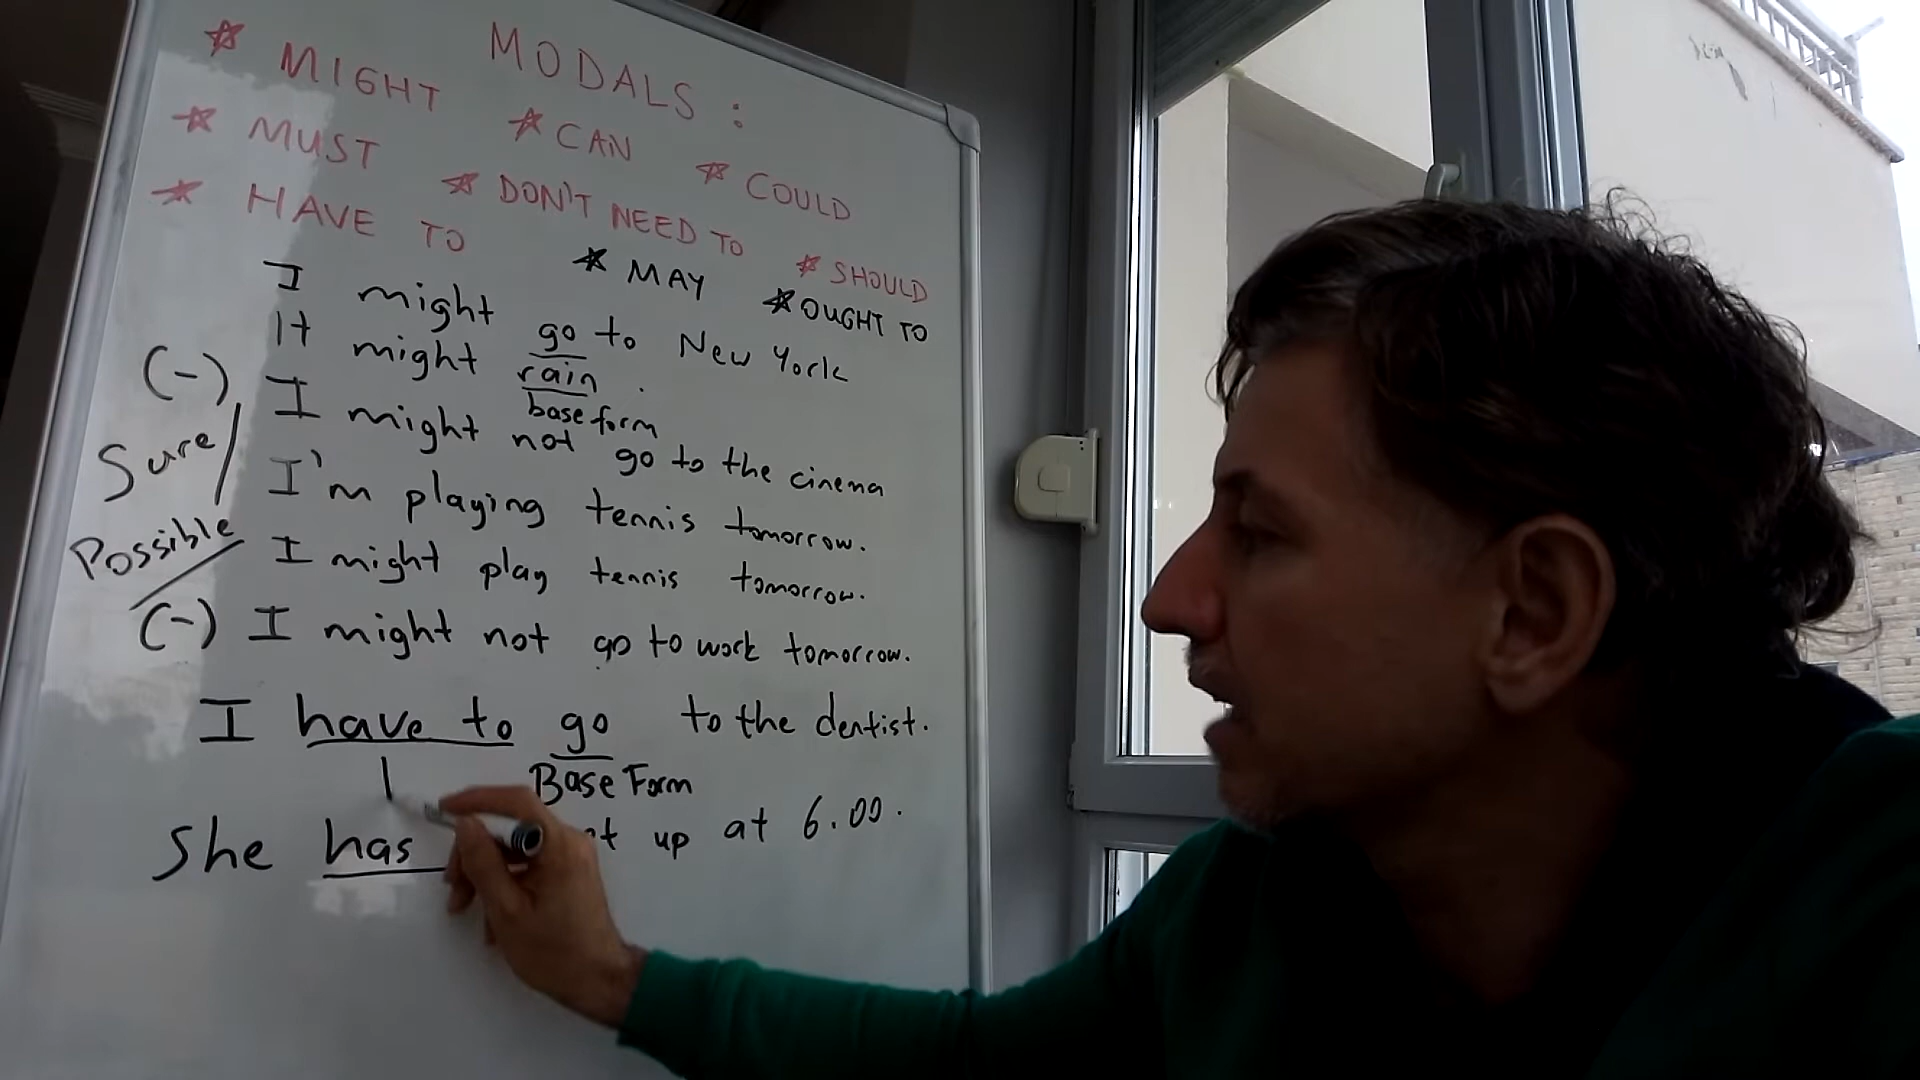 MODALS :
* MIGHT * CAN * COULD
* MUST * DON'T NEED TO * SHOULD
* HAVE TO * MAY * OUGHT TO
I might go to New York
It might rain .
base form
(-) I might not go to the cinema
Sure / I'm playing tennis tomorrow.
Possible / I might play tennis tomorrow.
(-) I might not go to work tomorrow.
I have to go to the dentist.
Base Form
She has up at 6.00.